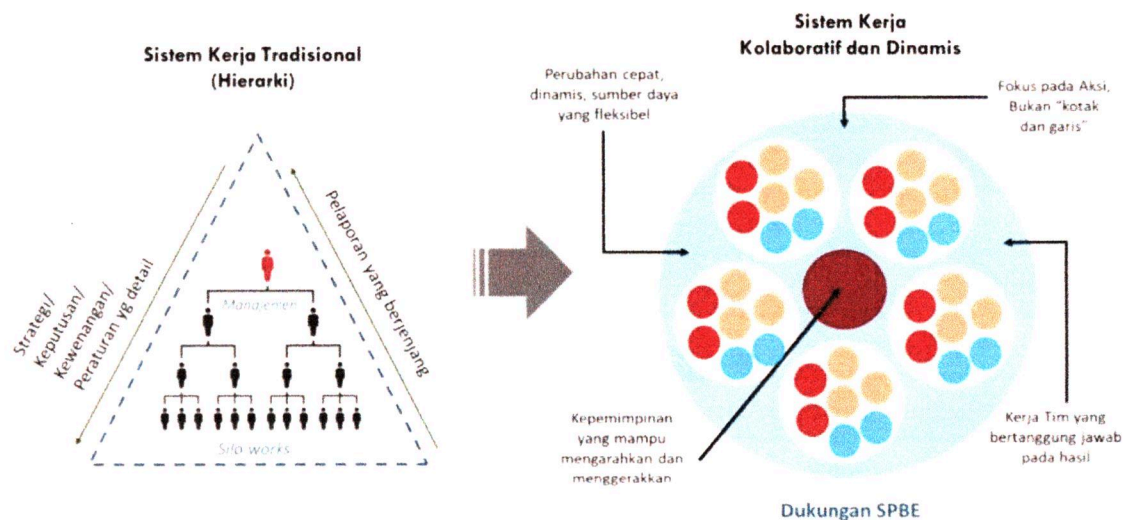 Sistem Kerja Tradisional
(Hierarki)
Strategi/
Keputusan/
Kewenangan/
Peraturan yg detail
Pelaporan yang berjenjang
Manajemen
Silo works
Sistem Kerja
Kolaboratif dan Dinamis
Perubahan cepat,
dinamis, sumber daya
yang fleksibel
Fokus pada Aksi,
Bukan "kotak
dan garis"
Kepemimpinan
yang mampu
mengarahkan dan
menggerakkan
Kerja Tim yang
bertanggung jawab
pada hasil
Dukungan SPBE